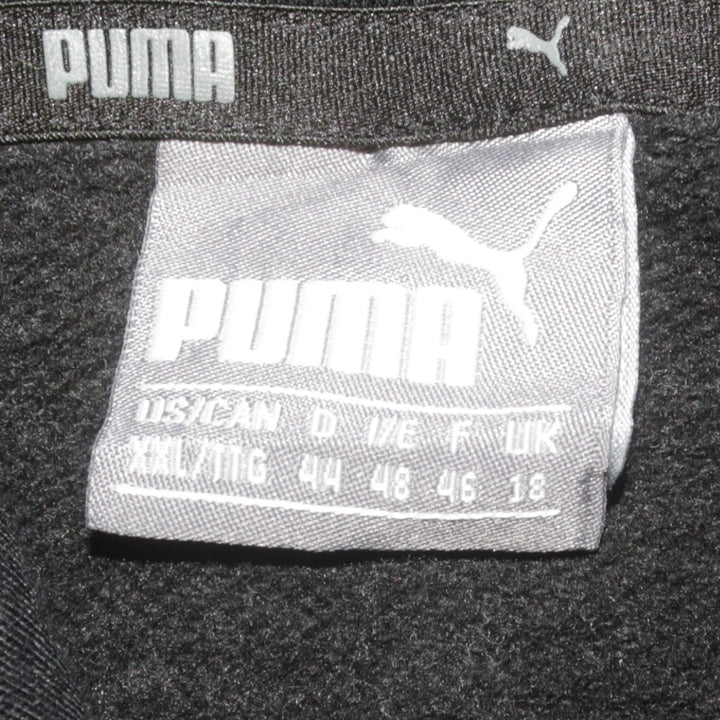 PUMA
PUMA
US/CAN D I/E F UK
XXL/TTG 44 48 46 18